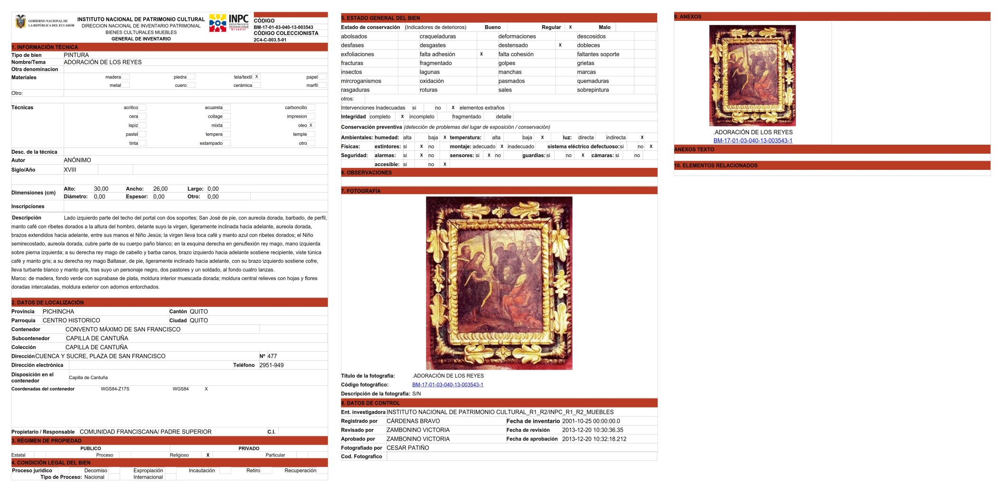 GOBIERNO NACIONAL DE
LA REPÚBLICA DEL ECUADOR
INSTITUTO NACIONAL DE PATRIMONIO CULTURAL
DIRECCION NACIONAL DE INVENTARIO PATRIMONIAL
BIENES CULTURALES MUEBLES
GENERAL DE INVENTARIO
INPC
Instituto Nacional de
Patrimonio Cultural
Ecuador
CÓDIGO
BM-17-01-03-040-13-003543
CÓDIGO COLECCIONISTA
2C4-C-003.5-01
1. INFORMACIÓN TÉCNICA
Tipo de bien PINTURA
Nombre/Tema ADORACIÓN DE LOS REYES
Otra denominacion
Materiales madera piedra tela/textil X papel
metal cuero cerámica marfil
Otro:
Técnicas acrilico acuarela carboncillo
cera collage impresion
lapiz mixta oleo X
pastel tempera temple
tinta estampado otro
Desc. de la técnica
Autor ANÓNIMO
Siglo/Año XVIII
Dimensiones (cm) Alto: 30,00 Ancho: 26,00 Largo: 0,00
Diámetro: 0,00 Espesor: 0,00 Otro: 0,00
Inscripciones
Descripción Lado izquierdo parte del techo del portal con dos soportes; San José de pie, con aureola dorada, barbado, de perfil,
manto café con ribetes dorados a la altura del hombro, delante suyo la virgen, ligeramente inclinada hacia adelante, aureola dorada,
brazos extendidos hacia adelante, entre sus manos el Niño Jesús; la virgen lleva toca café y manto azul con ribetes dorados; el Niño
semirecostado, aureola dorada, cubre parte de su cuerpo paño blanco; en la esquina derecha en genuflexión rey mago, mano izquierda
sobre pierna izquierda; a su derecha rey mago de cabello y barba canos, brazo izquierdo hacia adelante sostiene recipiente, viste túnica
café y manto gris; a su derecha rey mago Baltasar, de pie, ligeramente inclinado hacia adelante, con su brazo izquierdo sostiene cofre,
lleva turbante blanco y manto gris, tras suyo un personaje negro, dos pastores y un soldado, al fondo cuatro lanzas.
Marco: de madera, fondo verde con suprabase de plata, moldura interior muescada dorada; moldura central relieves con hojas y flores
doradas intercaladas, moldura exterior con adornos entorchados.
2. DATOS DE LOCALIZACIÓN
Provincia PICHINCHA Cantón QUITO
Parroquia CENTRO HISTORICO Ciudad QUITO
Contenedor CONVENTO MÁXIMO DE SAN FRANCISCO
Subcontenedor CAPILLA DE CANTUÑA
Colección CAPILLA DE CANTUÑA
Dirección CUENCA Y SUCRE, PLAZA DE SAN FRANCISCO Nº 477
Dirección electrónica Teléfono 2951-949
Disposición en el
contenedor Capilla de Cantuña
Coordenadas del contenedor WGS84-Z17S WGS84 X
Propietario / Responsable COMUNIDAD FRANCISCANA/ PADRE SUPERIOR C.I.
3. RÉGIMEN DE PROPIEDAD
PUBLICO PRIVADO
Estatal Proceso Religioso X Particular
4. CONDICIÓN LEGAL DEL BIEN
Proceso jurídico Decomiso Expropiación Incautación Retiro Recuperación
Tipo de Proceso: Nacional Internacional
5. ESTADO GENERAL DEL BIEN
Estado de conservación (Indicadores de deterioros) Bueno Regular X Malo
abolsados craqueladuras deformaciones descosidos
desfases desgastes destensado X dobleces
exfoliaciones falta adhesión X falta cohesión faltantes soporte
fracturas fragmentado golpes grietas
insectos lagunas manchas marcas
mircroganismos oxidación pasmados quemaduras
rasgaduras roturas sales sobrepintura
otros:
Intervenciones Inadecuadas si no X elementos extraños
Integridad completo X incompleto fragmentado detalle
Conservación preventiva (detección de problemas del lugar de exposición / conservación)
Ambientales: humedad: alta baja X temperatura: alta baja X luz: directa indirecta X
Físicas: extintores: si X no montaje: adecuado X inadecuado sistema eléctrico defectuoso: si no X
Seguridad: alarmas: si X no sensores: si X no guardias: si no X cámaras: si no
accesible: si no X
6. OBSERVACIONES
7. FOTOGRAFÍA
Título de la fotografía: .ADORACIÓN DE LOS REYES
Código fotográfico: BM-17-01-03-040-13-003543-1
Descripción de la fotografía: S/N
8. DATOS DE CONTROL
Ent. investigadora INSTITUTO NACIONAL DE PATRIMONIO CULTURAL_R1_R2/INPC_R1_R2_MUEBLES
Registrado por CÁRDENAS BRAVO Fecha de inventario 2001-10-25 00:00:00.0
Revisado por ZAMBONINO VICTORIA Fecha de revisión 2013-12-20 10:30:36.35
Aprobado por ZAMBONINO VICTORIA Fecha de aprobación 2013-12-20 10:32:18.212
Fotografiado por CESAR PATIÑO
Cod. Fotografico
9. ANEXOS
.ADORACIÓN DE LOS REYES
BM-17-01-03-040-13-003543-1
ANEXOS TEXTO
10. ELEMENTOS RELACIONADOS